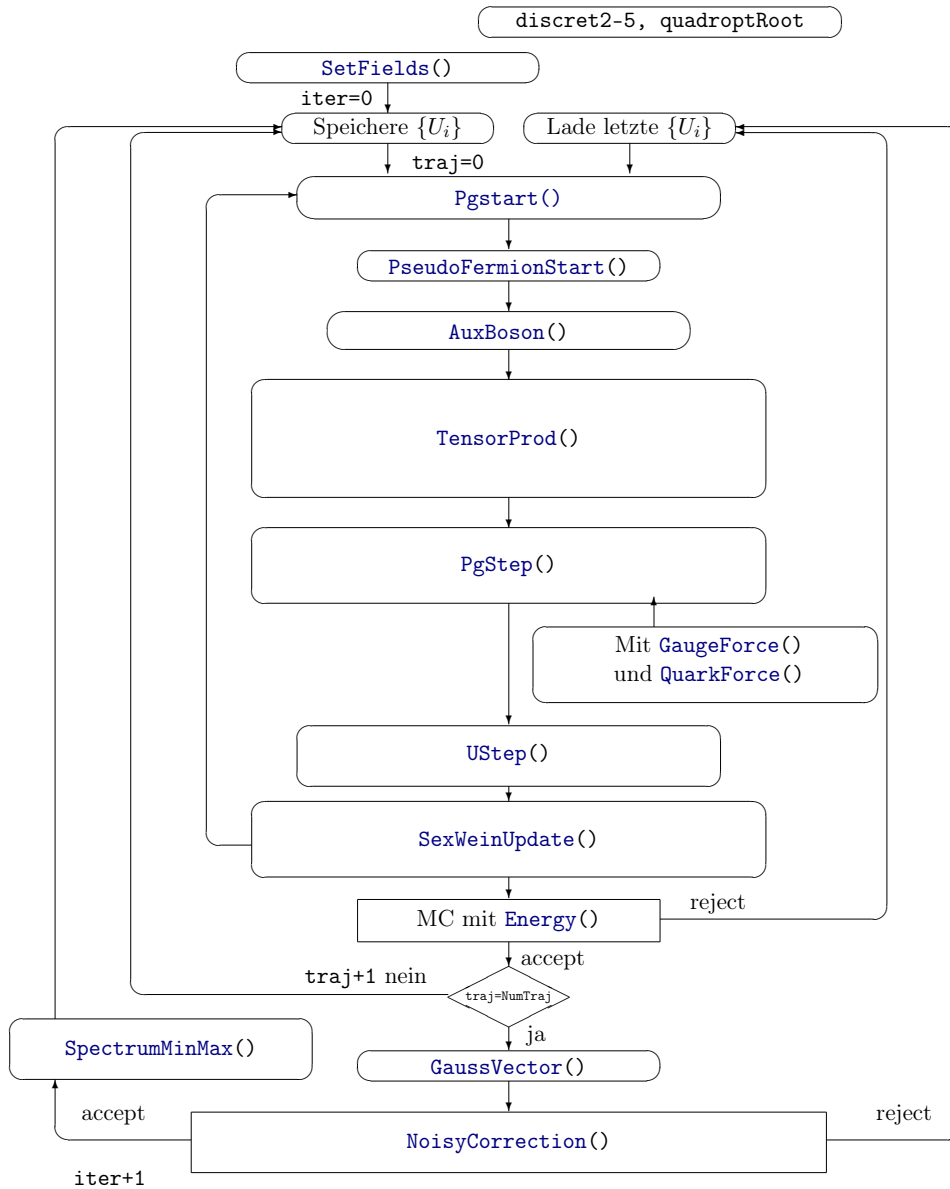 discret2-5, quadroptRoot
SetFields()
iter=0
Speichere {U_i}
Lade letzte {U_i}
traj=0
Pgstart()
PseudoFermionStart()
AuxBoson()
TensorProd()
PgStep()
Mit GaugeForce()
und QuarkForce()
UStep()
SexWeinUpdate()
MC mit Energy()
reject
accept
traj+1 nein
traj=NumTraj
ja
SpectrumMinMax()
GaussVector()
accept
reject
NoisyCorrection()
iter+1